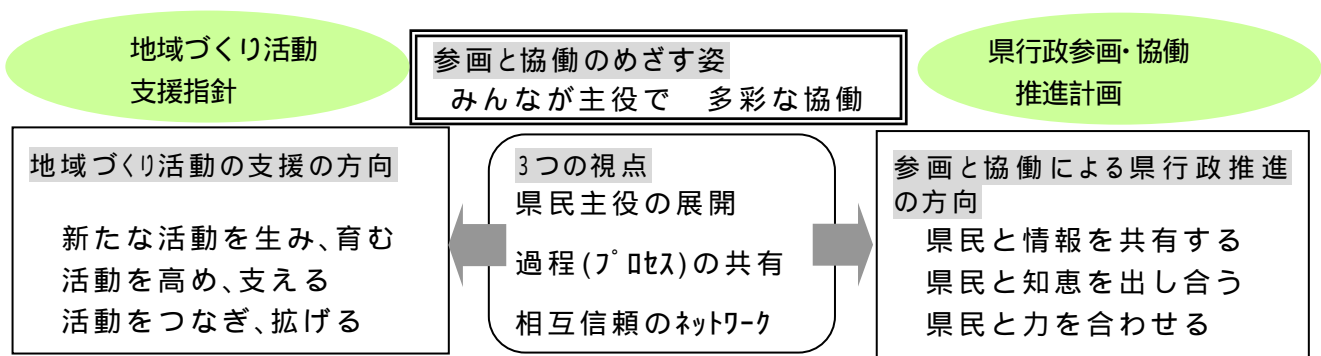 地域づくり活動
支援指針
参画と協働のめざす姿
みんなが主役で　多彩な協働
県行政参画・協働
推進計画
地域づくり活動の支援の方向
新たな活動を生み、育む
活動を高め、支える
活動をつなぎ、拡げる
3つの視点
県民主役の展開
過程(ﾌﾟﾛｾｽ)の共有
相互信頼のﾈｯﾄﾜｰｸ
参画と協働による県行政推進
の方向
県民と情報を共有する
県民と知恵を出し合う
県民と力を合わせる